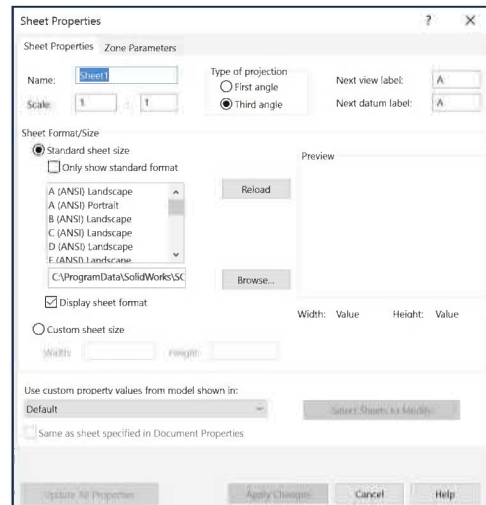 Sheet Properties ? X
Sheet Properties Zone Parameters
Name: Sheet1 Type of projection Next view label: A
First angle
Scale: 1 : 1 Third angle Next datum label: A
Sheet Format/Size
Standard sheet size
Only show standard format
Preview
A (ANSI) Landscape Reload
A (ANSI) Portrait
B (ANSI) Landscape
C (ANSI) Landscape
D (ANSI) Landscape
E (ANSI) Landscape
C:\ProgramData\SolidWorks\SC Browse...
Display sheet format
Width: Value Height: Value
Custom sheet size
Width: Height:
Use custom property values from model shown in:
Default Select Sheets to Modify
Same as sheet specified in Document Properties
Update All Properties Apply Changes Cancel Help